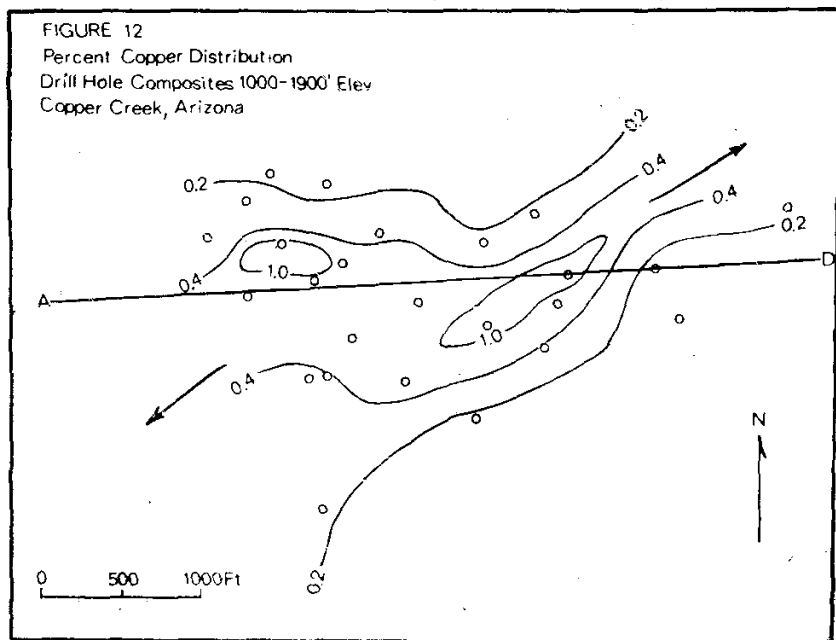 FIGURE 12
Percent Copper Distribution
Drill Hole Composites 1000-1900' Elev
Copper Creek, Arizona
0.2
0.2
0.4
0.4
0.2
1.0
0.4
A
D
1.0
0.4
N
0.2
0 500 1000Ft